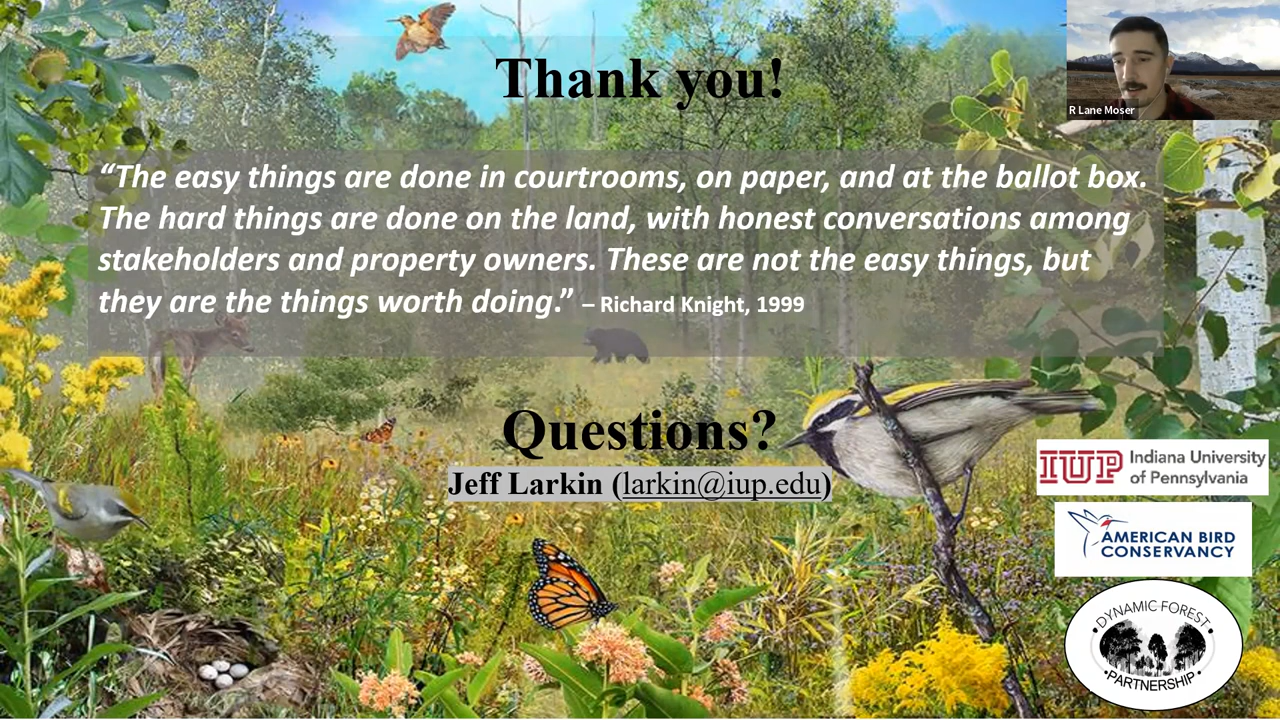 Thank you!
R Lane Moser
“The easy things are done in courtrooms, on paper, and at the ballot box.
The hard things are done on the land, with honest conversations among
stakeholders and property owners. These are not the easy things, but
they are the things worth doing.” – Richard Knight, 1999
Questions?
Jeff Larkin (larkin@iup.edu)
IUP Indiana University
of Pennsylvania
AMERICAN BIRD
CONSERVANCY
DYNAMIC FOREST
PARTNERSHIP